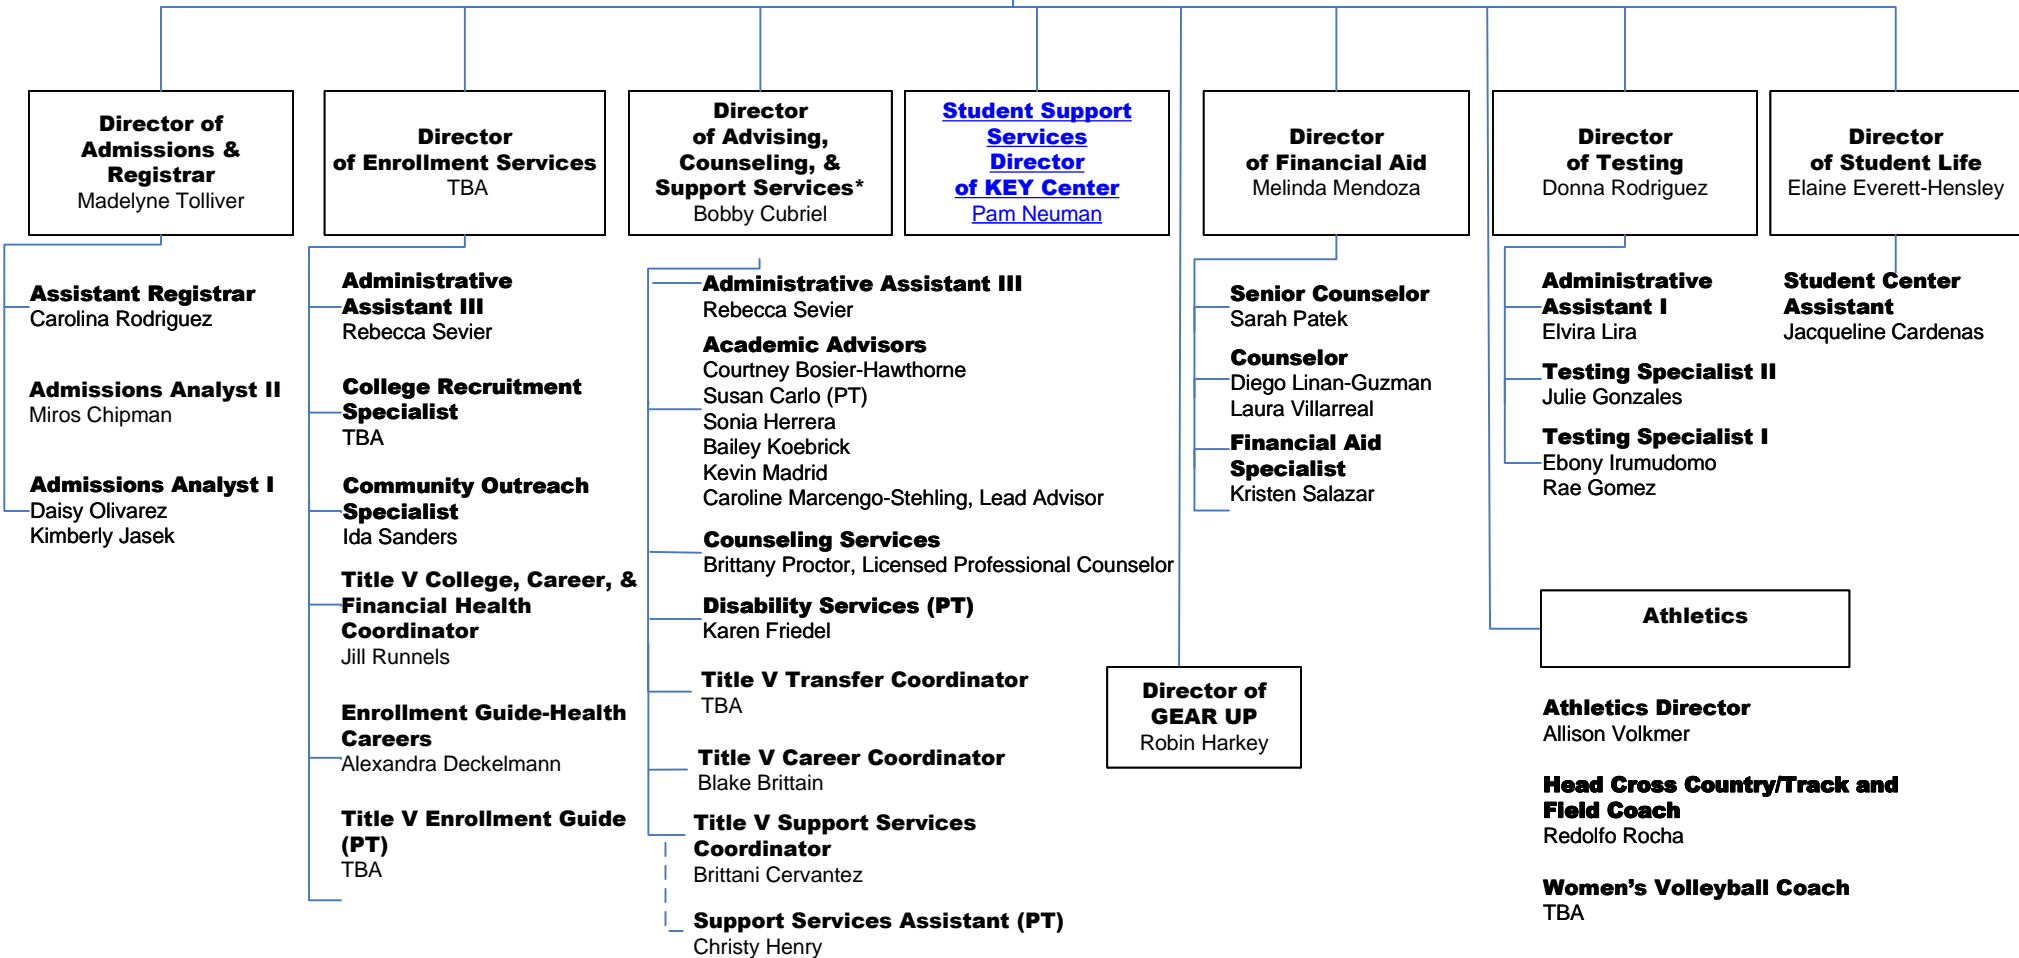 Director of
Admissions &
Registrar
Madelyne Tolliver
Assistant Registrar
Carolina Rodriguez
Admissions Analyst II
Miros Chipman
Admissions Analyst I
Daisy Olivarez
Kimberly Jasek
Director
of Enrollment Services
TBA
Administrative
Assistant III
Rebecca Sevier
College Recruitment
Specialist
TBA
Community Outreach
Specialist
Ida Sanders
Title V College, Career, &
Financial Health
Coordinator
Jill Runnels
Enrollment Guide-Health
Careers
Alexandra Deckelmann
Title V Enrollment Guide
(PT)
TBA
Director
of Advising,
Counseling, &
Support Services*
Bobby Cubriel
Administrative Assistant III
Rebecca Sevier
Academic Advisors
Courtney Bosier-Hawthorne
Susan Carlo (PT)
Sonia Herrera
Bailey Koebrick
Kevin Madrid
Caroline Marcengo-Stehling, Lead Advisor
Counseling Services
Brittany Proctor, Licensed Professional Counselor
Disability Services (PT)
Karen Friedel
Title V Transfer Coordinator
TBA
Title V Career Coordinator
Blake Brittain
Title V Support Services
Coordinator
Brittani Cervantez
Support Services Assistant (PT)
Christy Henry
Student Support
Services
Director
of KEY Center
Pam Neuman
Director of
GEAR UP
Robin Harkey
Director
of Financial Aid
Melinda Mendoza
Senior Counselor
Sarah Patek
Counselor
Diego Linan-Guzman
Laura Villarreal
Financial Aid
Specialist
Kristen Salazar
Director
of Testing
Donna Rodriguez
Administrative
Assistant I
Elvira Lira
Testing Specialist II
Julie Gonzales
Testing Specialist I
Ebony Irumudomo
Rae Gomez
Director
of Student Life
Elaine Everett-Hensley
Student Center
Assistant
Jacqueline Cardenas
Athletics
Athletics Director
Allison Volkmer
Head Cross Country/Track and
Field Coach
Redolfo Rocha
Women’s Volleyball Coach
TBA